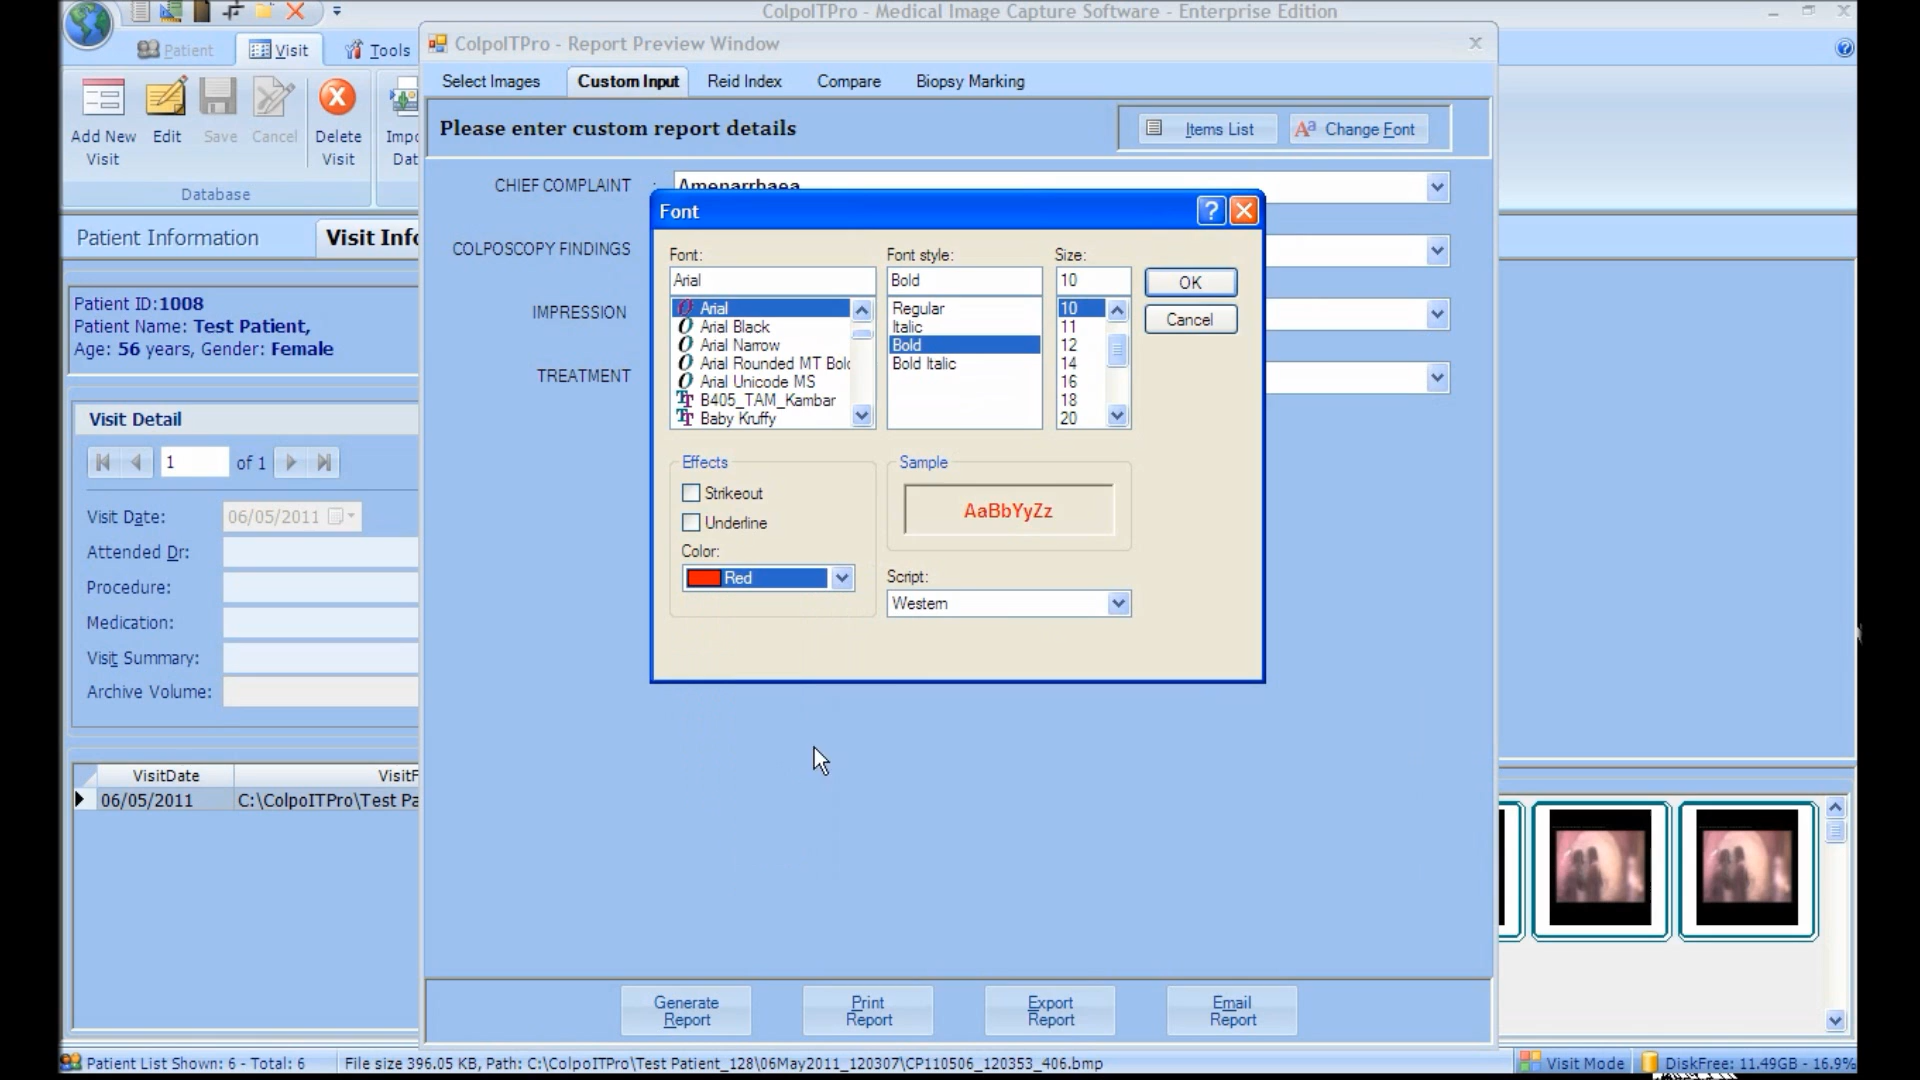 ColpoITPro - Medical Image Capture Software - Enterprise Edition
Patient
Visit
Tools
ColpoITPro - Report Preview Window
Select Images
Custom Input
Reid Index
Compare
Biopsy Marking
Add New Visit
Edit
Save
Cancel
Delete Visit
Database
Please enter custom report details
Items List
Change Font
Patient Information
CHIEF COMPLAINT :
Amenarrhaea
COLPOSCOPY FINDINGS
IMPRESSION
TREATMENT
Patient ID:1008
Patient Name: Test Patient,
Age: 56 years, Gender: Female
Visit Detail
1 of 1
Visit Date: 06/05/2011
Attended Dr:
Procedure:
Medication:
Visit Summary:
Archive Volume:
VisitDate
06/05/2011
C:\ColpoITPro\Test Pa
Font
Font:
Font style:
Size:
Arial
Bold
10
OK
Cancel
Arial
Arial Black
Arial Narrow
Arial Rounded MT Bold
Arial Unicode MS
B405_TAM_Kambar
Baby Kruffy
Regular
Italic
Bold
Bold Italic
10
11
12
14
16
18
20
Effects
Strikeout
Underline
Color:
Red
Sample
AaBbYyZz
Script:
Western
Generate Report
Print Report
Export Report
Email Report
Patient List Shown: 6 - Total: 6
File size 396.05 KB, Path: C:\ColpoITPro\Test Patient_128\06May2011_120307\CP110506_120353_406.bmp
Visit Mode
DiskFree: 11.49GB - 16.9%